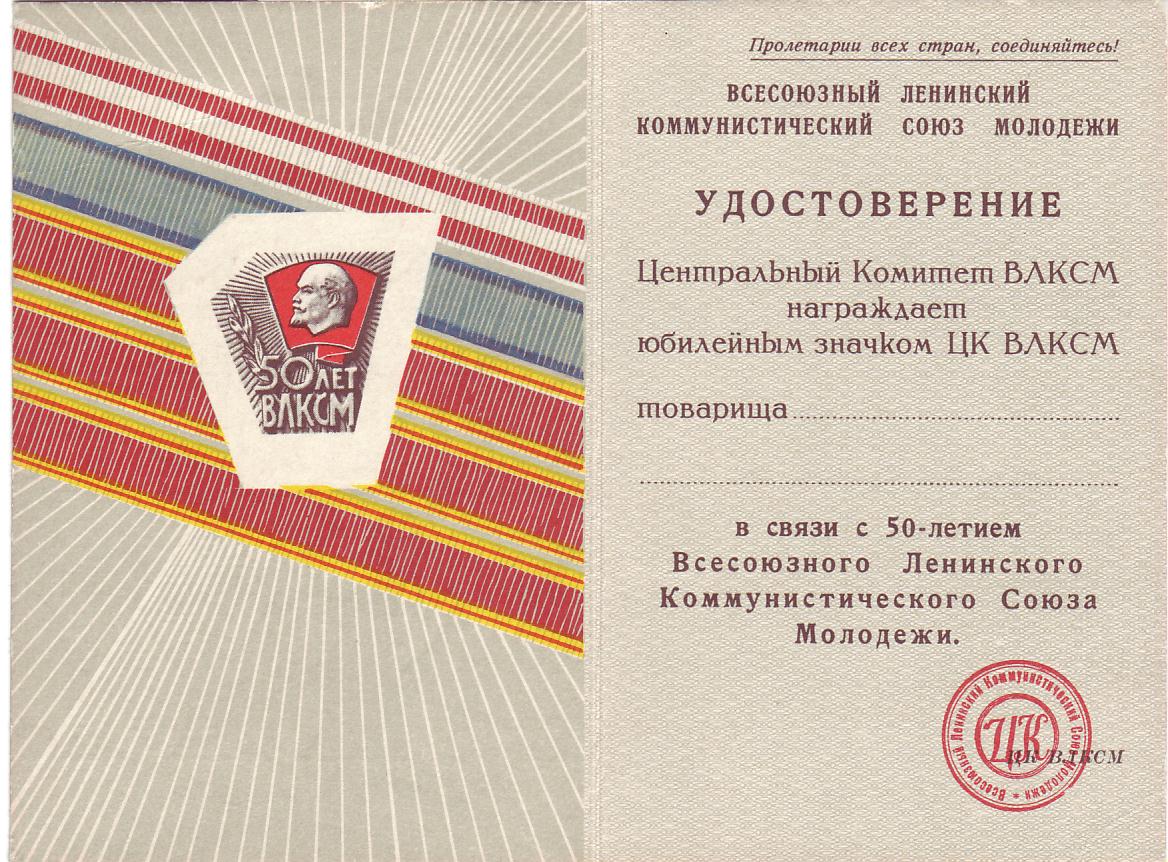 50 ЛЕТ
ВЛКСМ
Пролетарии всех стран, соединяйтесь!
ВСЕСОЮЗНЫЙ ЛЕНИНСКИЙ
КОММУНИСТИЧЕСКИЙ СОЮЗ МОЛОДЕЖИ
УДОСТОВЕРЕНИЕ
Центральный Комитет ВЛКСМ
награждает
юбилейным значком ЦК ВЛКСМ
товарища
в связи с 50-летием
Всесоюзного Ленинского
Коммунистического Союза
Молодежи.
Всесоюзный Ленинский Коммунистический Союз Молодежи *
ЦК
ЦК ВЛКСМ